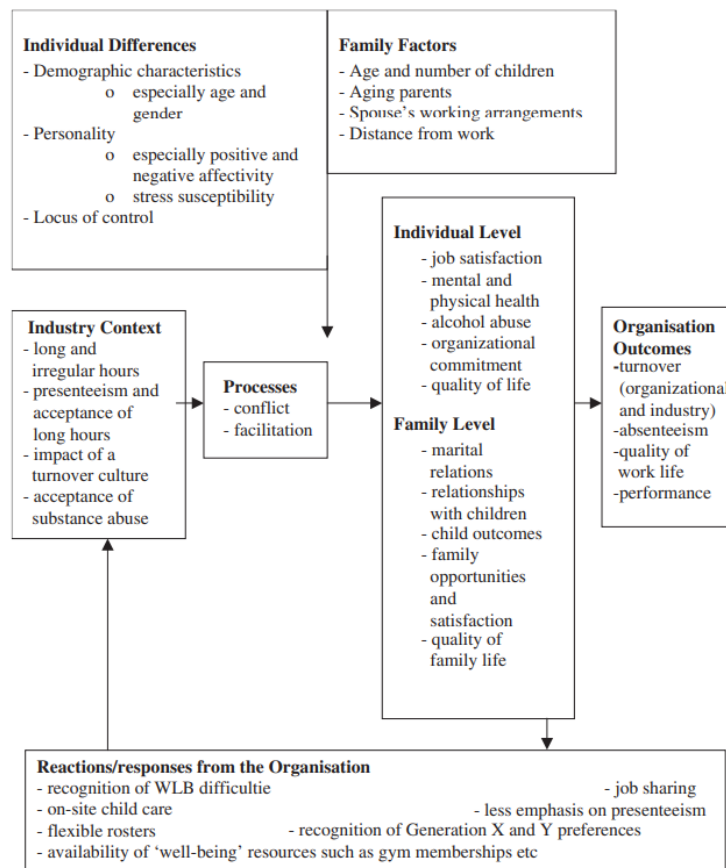 Individual Differences
- Demographic characteristics
o especially age and
gender
- Personality
o especially positive and
negative affectivity
o stress susceptibility
- Locus of control
Family Factors
- Age and number of children
- Aging parents
- Spouse's working arrangements
- Distance from work
Industry Context
- long and
irregular hours
- presenteeism and
acceptance of
long hours
- impact of a
turnover culture
- acceptance of
substance abuse
Processes
- conflict
- facilitation
Individual Level
- job satisfaction
- mental and
physical health
- alcohol abuse
- organizational
commitment
- quality of life
Family Level
- marital
relations
- relationships
with children
- child outcomes
- family
opportunities
and
satisfaction
- quality of
family life
Organisation
Outcomes
-turnover
(organizational
and industry)
-absenteeism
-quality of
work life
-performance
Reactions/responses from the Organisation
- recognition of WLB difficultie
- job sharing
- on-site child care
- less emphasis on presenteeism
- flexible rosters
- recognition of Generation X and Y preferences
- availability of 'well-being' resources such as gym memberships etc